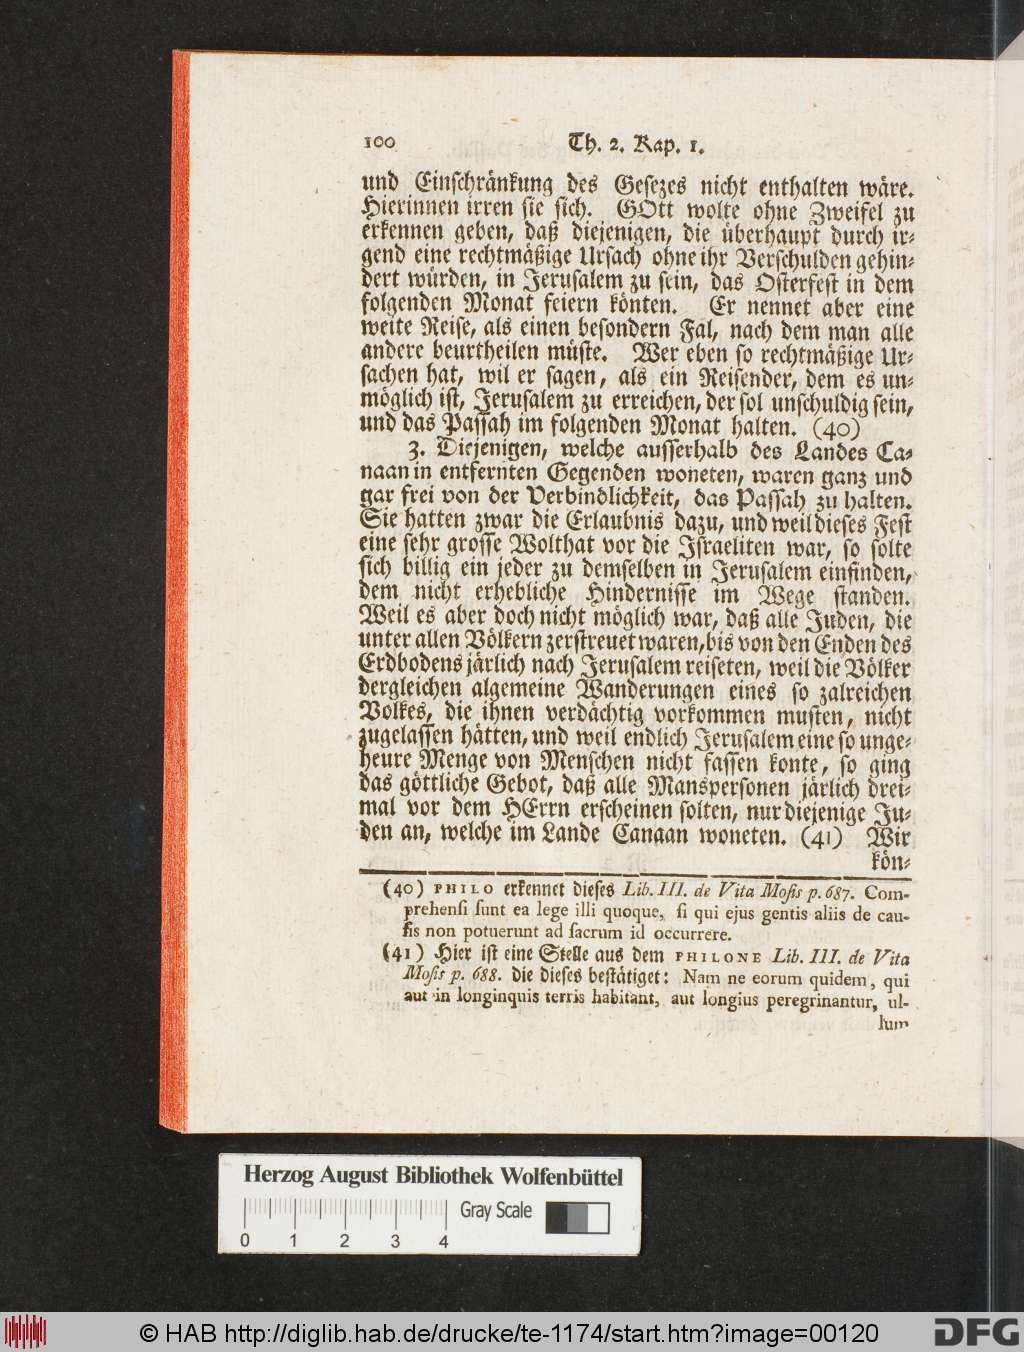 100 Th. 2. Kap. 1.
und Einschränkung des Gesezes nicht enthalten wäre.
Hierinnen irren sie sich. GOtt wolte ohne Zweifel zu
erkennen geben, daß diejenigen, die überhaupt durch ir-
gend eine rechtmäßige Ursach ohne ihr Verschulden gehin-
dert würden, in Jerusalem zu sein, das Osterfest in dem
folgenden Monat feiern könten. Er nennet aber eine
weite Reise, als einen besondern Fal, nach dem man alle
andere beurtheilen müste. Wer eben so rechtmäßige Ur-
sachen hat, wil er sagen, als ein Reisender, dem es un-
möglich ist, Jerusalem zu erreichen, der sol unschuldig sein,
und das Passah im folgenden Monat halten. (40)
3. Diejenigen, welche ausserhalb des Landes Ca-
naan in entfernten Gegenden woneten, waren ganz und
gar frei von der Verbindlichkeit, das Passah zu halten.
Sie hatten zwar die Erlaubnis dazu, und weil dieses Fest
eine sehr grosse Wolthat vor die Israeliten war, so solte
sich billig ein jeder zu demselben in Jerusalem einfinden,
dem nicht erhebliche Hindernisse im Wege standen.
Weil es aber doch nicht möglich war, daß alle Juden, die
unter allen Völkern zerstreuet waren, bis von den Enden des
Erdbodens järlich nach Jerusalem reiseten, weil die Völker
dergleichen algemeine Wanderungen eines so zalreichen
Volkes, die ihnen verdächtig vorkommen musten, nicht
zugelassen hätten, und weil endlich Jerusalem eine so unge-
heure Menge von Menschen nicht fassen konte, so ging
das göttliche Gebot, daß alle Manspersonen järlich drei-
mal vor dem HErrn erscheinen solten, nur diejenige Ju-
den an, welche im Lande Canaan woneten. (41) Wir
kön-
(40) PHILO erkennet dieses Lib. III. de Vita Mosis p. 687. Com-
prehensi sunt ea lege illi quoque, si qui ejus gentis aliis de cau-
sis non potuerunt ad sacrum id occurrere.
(41) Hier ist eine Stelle aus dem PHILONE Lib. III. de Vita
Mosis p. 688. die dieses bestätiget: Nam ne eorum quidem, qui
aut in longinquis terris habitant, aut longius peregrinantur, ul-
lum
Herzog August Bibliothek Wolfenbüttel
Gray Scale
0 1 2 3 4
© HAB http://diglib.hab.de/drucke/te-1174/start.htm?image=00120
DFG